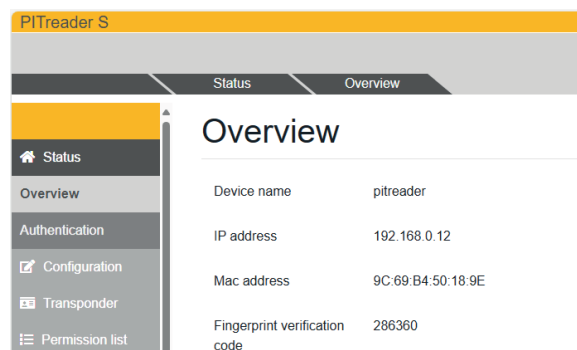 PITreader S
Status
Overview
Overview
Status
Overview
Device name pitreader
Authentication
IP address 192.168.0.12
Configuration
Mac address 9C:69:B4:50:18:9E
Transponder
Fingerprint verification 286360
code
Permission list